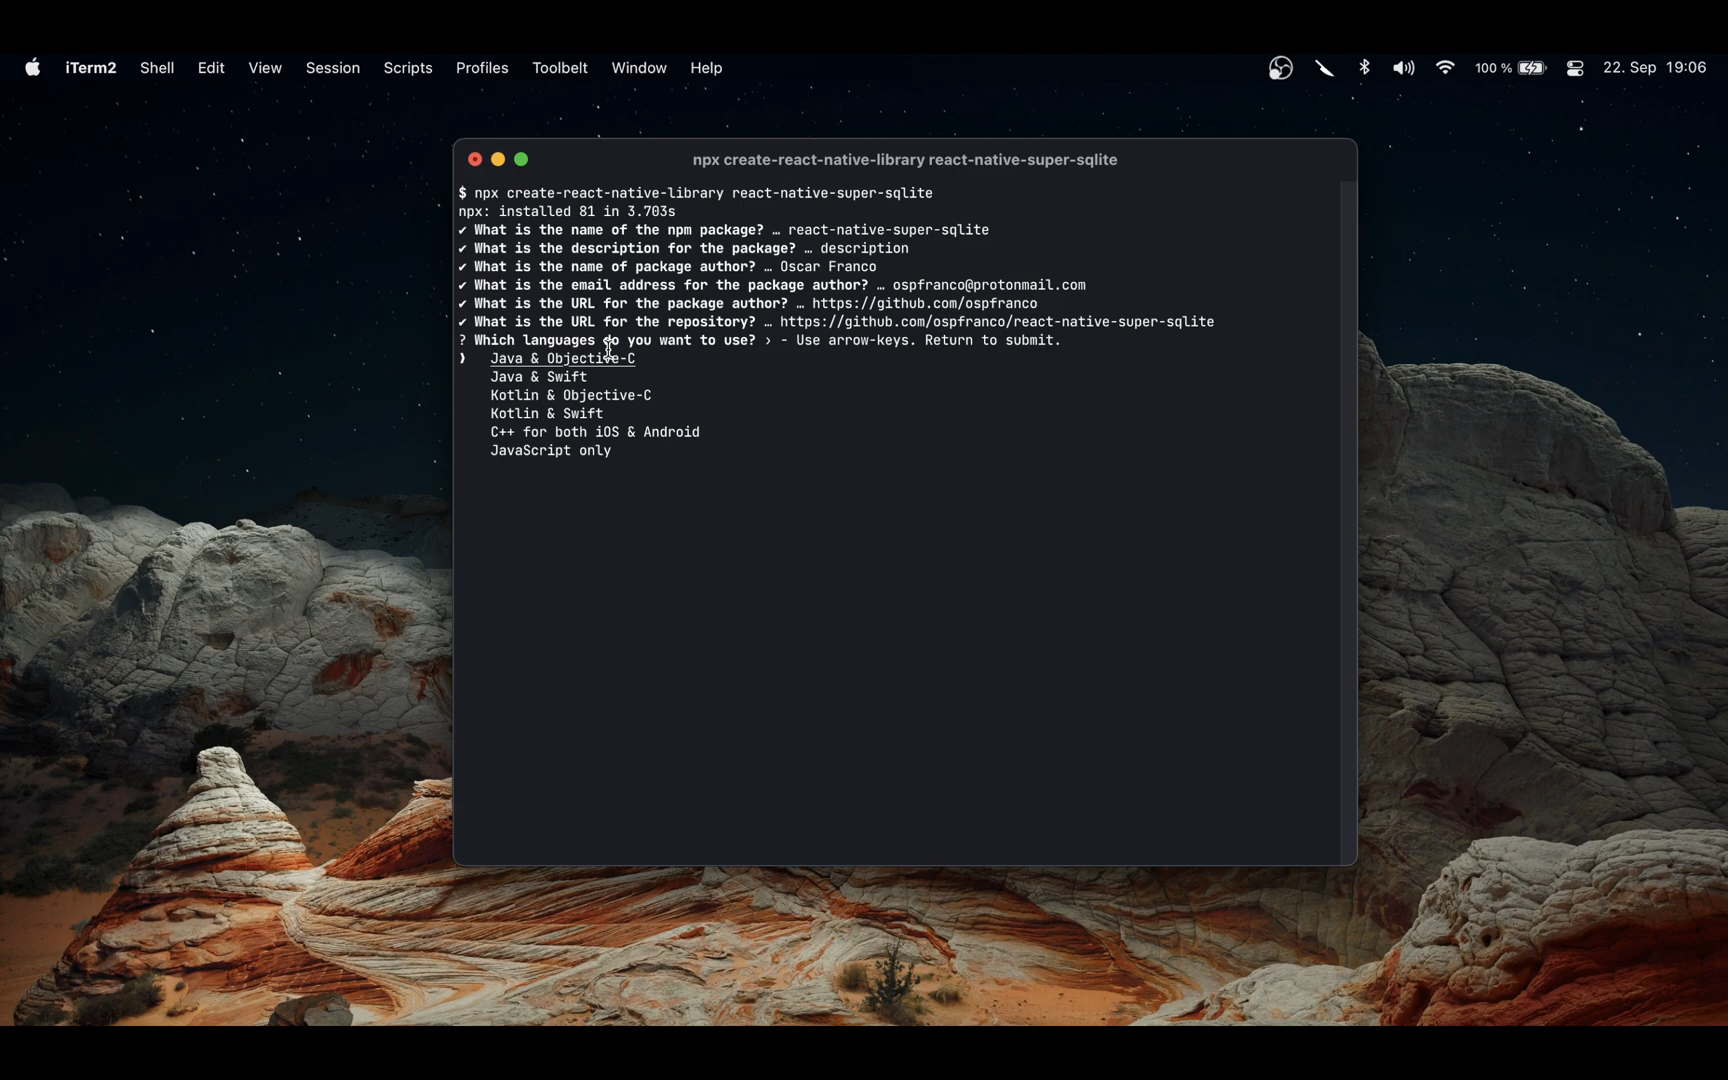 iTerm2 Shell Edit View Session Scripts Profiles Toolbelt Window Help 100 % 22. Sep 19:06
npx create-react-native-library react-native-super-sqlite
$ npx create-react-native-library react-native-super-sqlite
npx: installed 81 in 3.703s
✔ What is the name of the npm package? … react-native-super-sqlite
✔ What is the description for the package? … description
✔ What is the name of package author? … Oscar Franco
✔ What is the email address for the package author? … ospfranco@protonmail.com
✔ What is the URL for the package author? … https://github.com/ospfranco
✔ What is the URL for the repository? … https://github.com/ospfranco/react-native-super-sqlite
? Which languages do you want to use? › - Use arrow-keys. Return to submit.
❯ Java & Objective-C
Java & Swift
Kotlin & Objective-C
Kotlin & Swift
C++ for both iOS & Android
JavaScript only